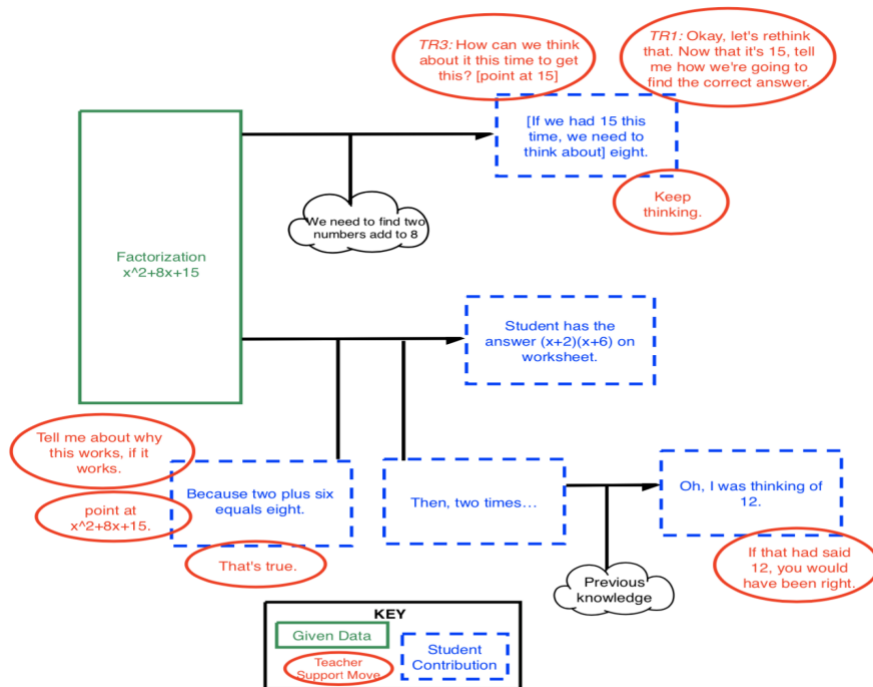 TR3: How can we think
about it this time to get
this? [point at 15]
TR1: Okay, let's rethink
that. Now that it's 15, tell
me how we're going to
find the correct answer.
[If we had 15 this
time, we need to
think about] eight.
Keep
thinking.
We need to find two
numbers add to 8
Factorization
x^2+8x+15
Student has the
answer (x+2)(x+6) on
worksheet.
Tell me about why
this works, if it
works.
point at
x^2+8x+15.
Because two plus six
equals eight.
That's true.
Then, two times…
Oh, I was thinking of
12.
If that had said
12, you would
have been right.
Previous
knowledge
KEY
Given Data
Teacher
Support Move
Student
Contribution